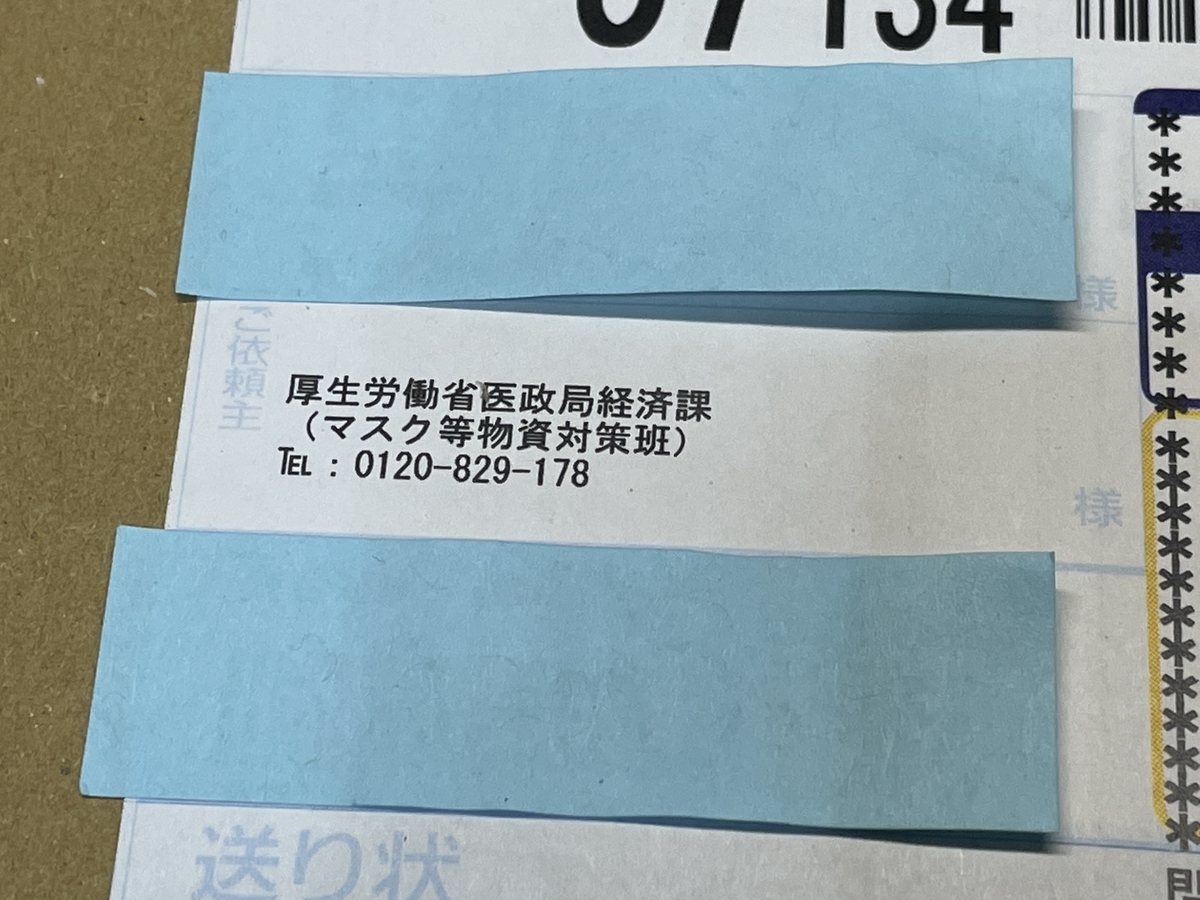 134
様
ご依頼主
厚生労働省医政局経済課
（マスク等物資対策班）
℡：0120-829-178
様
送り状
***
*
****
**********